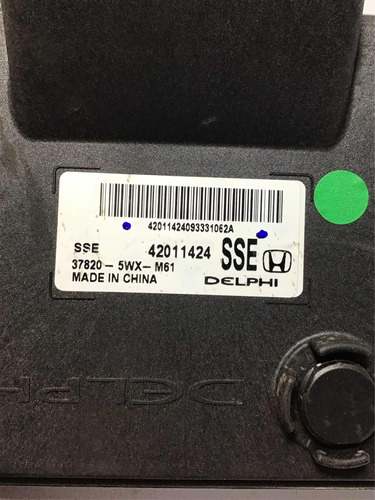 42011424093331062A
SSE 42011424 SSE
37820-5WX-M61
MADE IN CHINA DELPHI
DELPHI